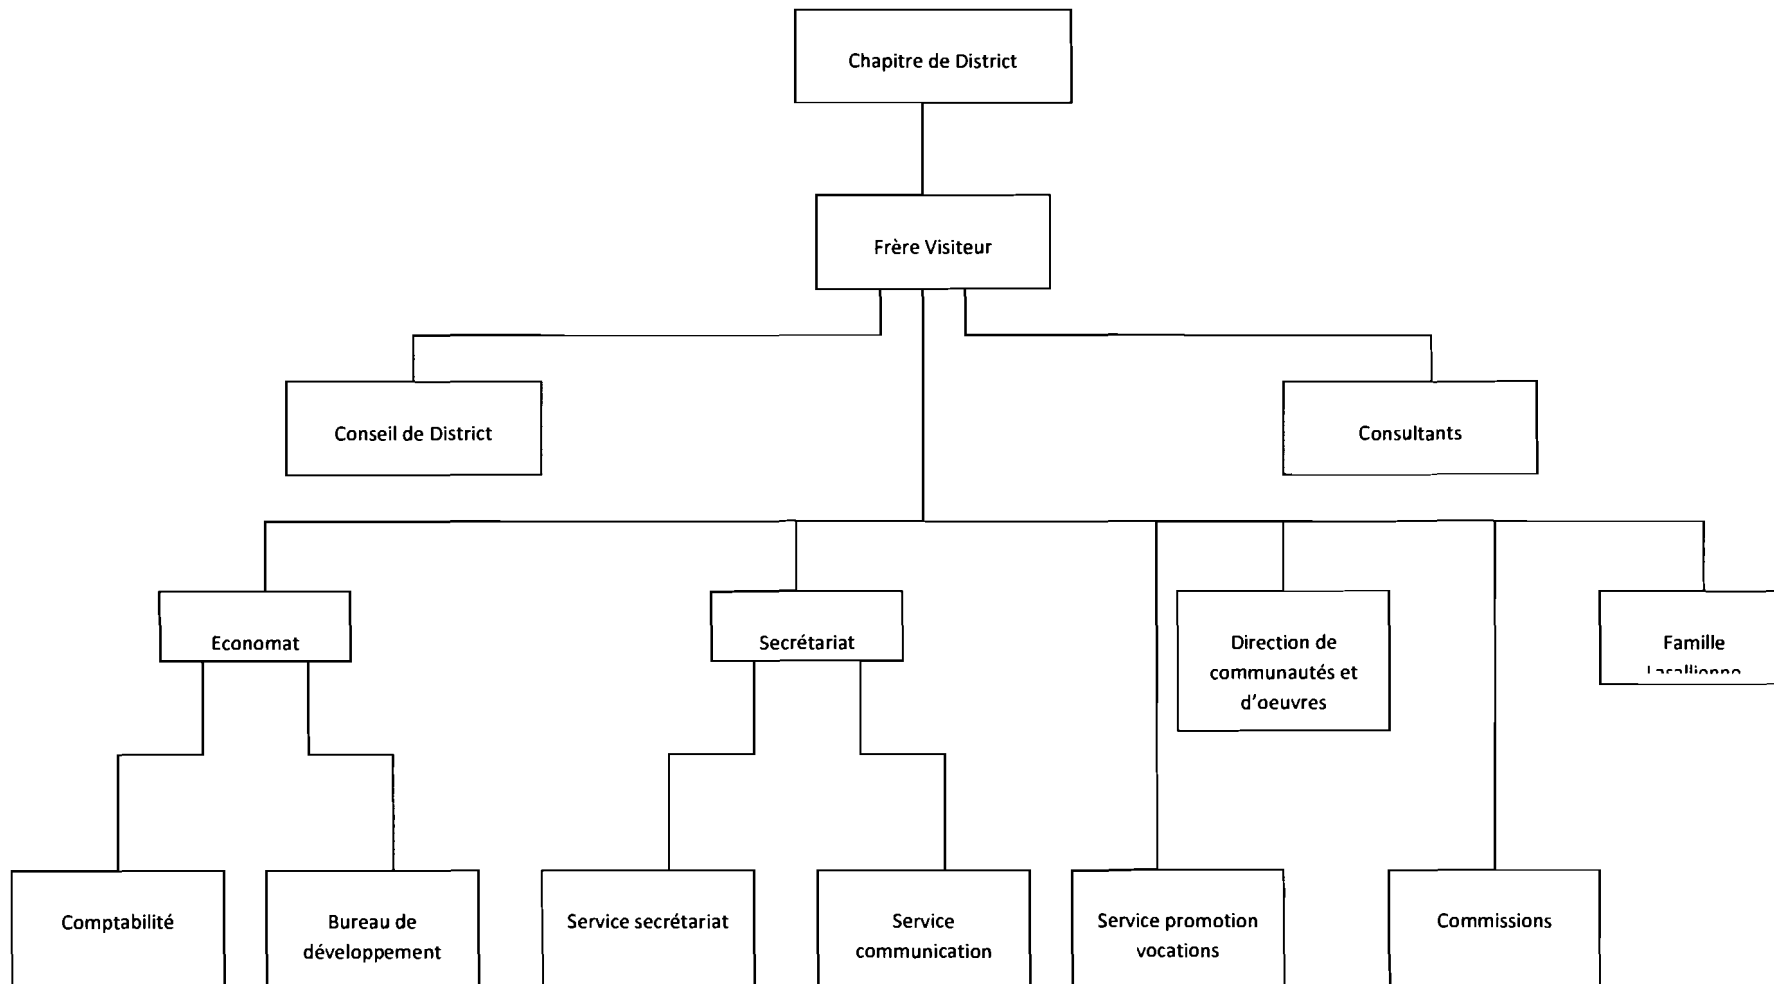 Chapitre de District
Frère Visiteur
Conseil de District
Consultants
Economat
Secrétariat
Direction de
communautés et
d'oeuvres
Famille
Comptabilité
Bureau de
développement
Service secrétariat
Service
communication
Service promotion
vocations
Commissions